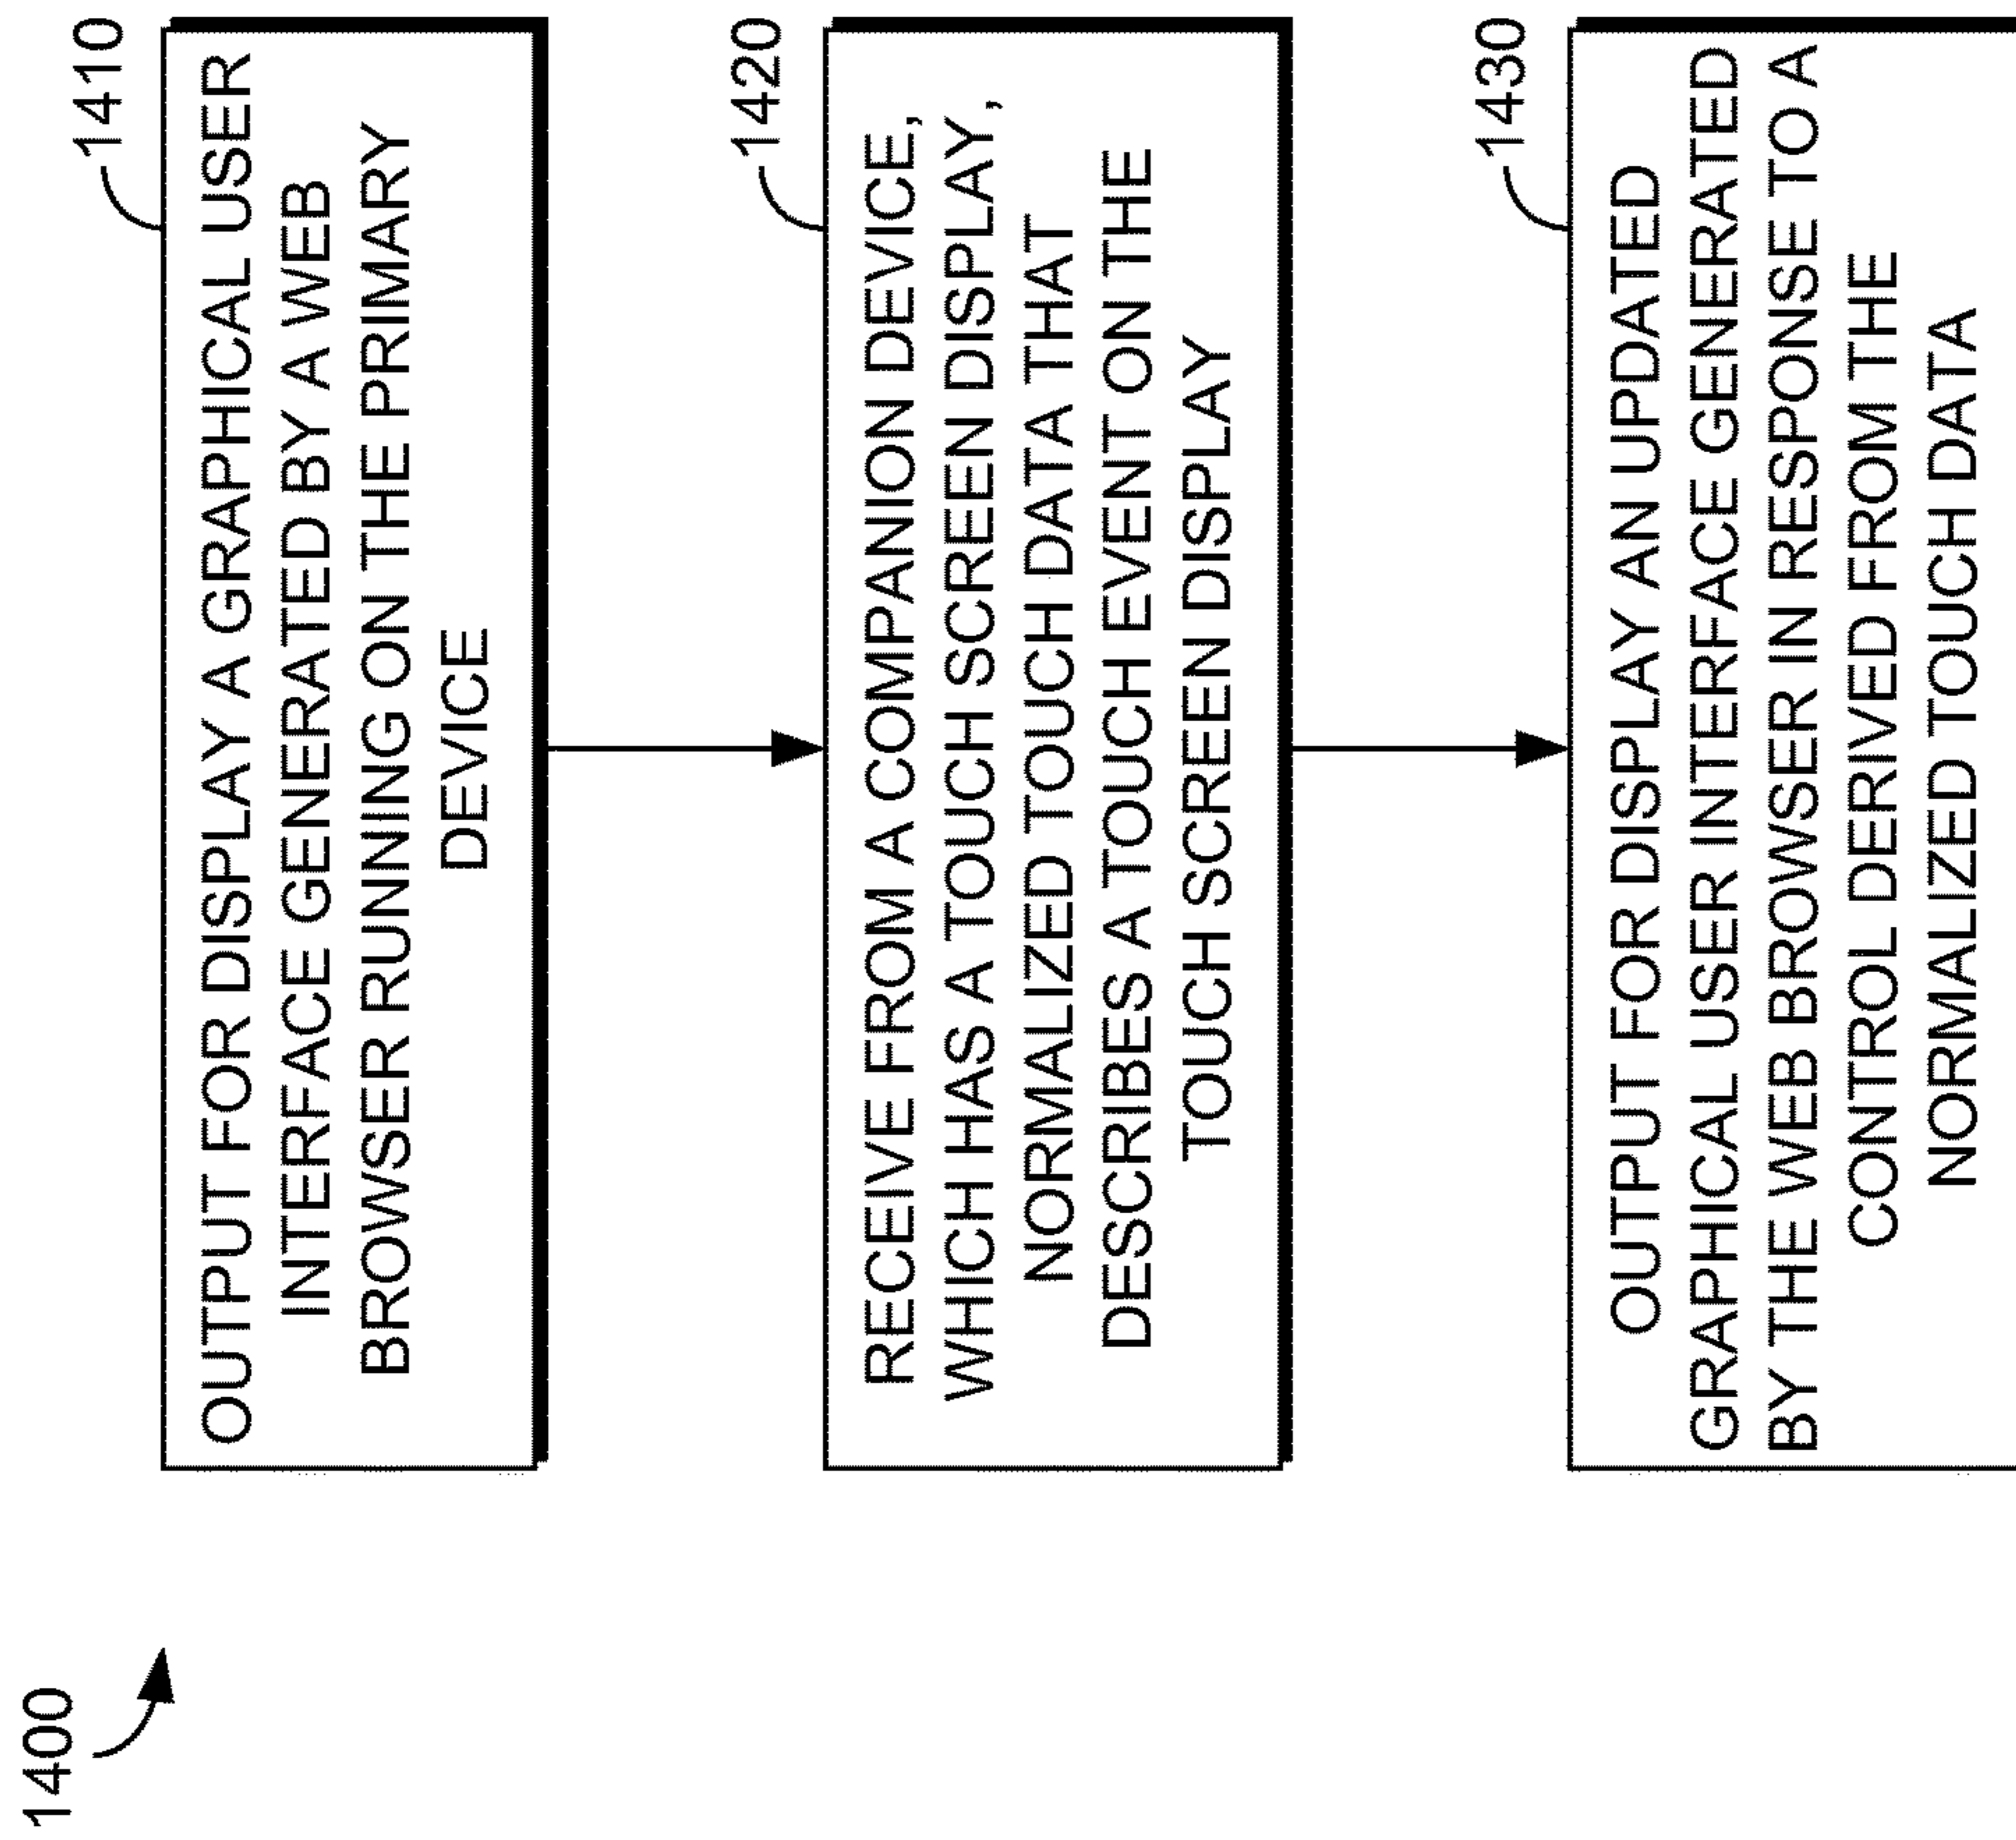 1400
1410
OUTPUT FOR DISPLAY A GRAPHICAL USER
INTERFACE GENERATED BY A WEB
BROWSER RUNNING ON THE PRIMARY
DEVICE
1420
RECEIVE FROM A COMPANION DEVICE,
WHICH HAS A TOUCH SCREEN DISPLAY,
NORMALIZED TOUCH DATA THAT
DESCRIBES A TOUCH EVENT ON THE
TOUCH SCREEN DISPLAY
1430
OUTPUT FOR DISPLAY AN UPDATED
GRAPHICAL USER INTERFACE GENERATED
BY THE WEB BROWSER IN RESPONSE TO A
CONTROL DERIVED FROM THE
NORMALIZED TOUCH DATA